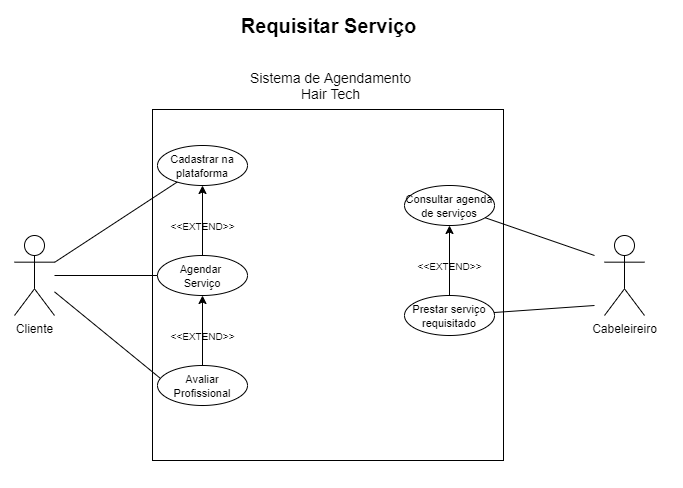 Requisitar Serviço
Sistema de Agendamento
Hair Tech
Cadastrar na
plataforma
<<EXTEND>>
Agendar
Serviço
<<EXTEND>>
Avaliar
Profissional
Cliente
Consultar agenda
de serviços
<<EXTEND>>
Prestar serviço
requisitado
Cabeleireiro